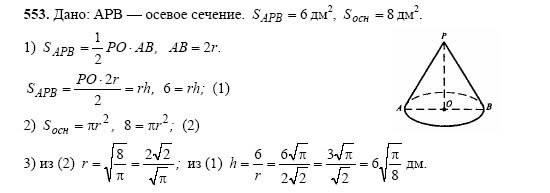 553. Дано: APB — осевое сечение. S_APB = 6 дм², S_осн = 8 дм².
1) S_APB = 1/2 PO · AB, AB = 2r.
S_APB = (PO · 2r)/2 = rh, 6 = rh; (1)
2) S_осн = πr², 8 = πr²; (2)
3) из (2) r = √(8/π) = 2√2/√π; из (1) h = 6/r = 6√π/2√2 = 3√π/√2 = 6√(π/8) дм.
P
A
O
B